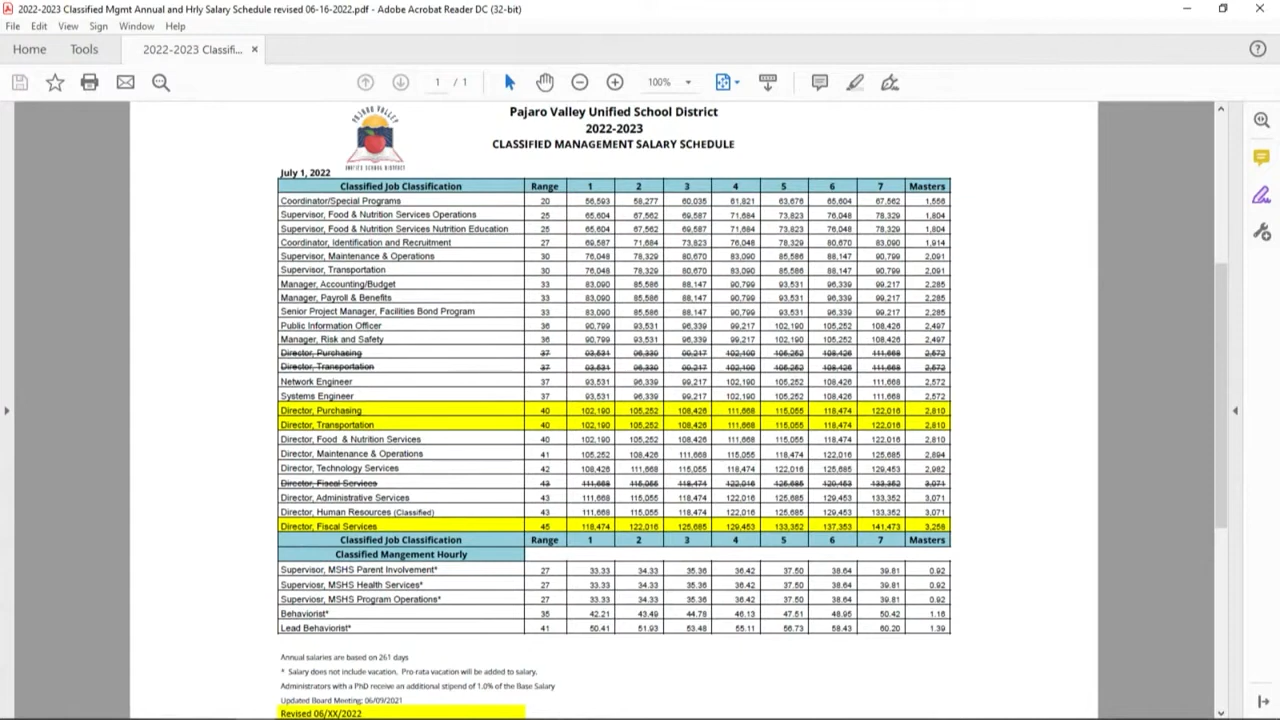 2022-2023 Classified Mgmt Annual and Hrly Salary Schedule revised 06-16-2022.pdf - Adobe Acrobat Reader DC (32-bit)
File Edit View Sign Window Help
Home Tools 2022-2023 Classifi... ×
1 / 1 100%
Pajaro Valley Unified School District
2022-2023
CLASSIFIED MANAGEMENT SALARY SCHEDULE
July 1, 2022
Classified Job Classification Range 1 2 3 4 5 6 7 Masters
Coordinator/Special Programs 20 56,593 58,277 60,035 61,821 63,676 65,604 67,562 1,556
Supervisor, Food & Nutrition Services Operations 25 65,604 67,562 69,587 71,684 73,823 76,048 78,329 1,804
Supervisor, Food & Nutrition Services Nutrition Education 25 65,604 67,562 69,587 71,684 73,823 76,048 78,329 1,804
Coordinator, Identification and Recruitment 27 69,587 71,684 73,823 76,048 78,329 80,670 83,090 1,914
Supervisor, Maintenance & Operations 30 76,048 78,329 80,670 83,090 85,586 88,147 90,799 2,091
Supervisor, Transportation 30 76,048 78,329 80,670 83,090 85,586 88,147 90,799 2,091
Manager, Accounting/Budget 33 83,090 85,586 88,147 90,799 93,531 96,339 99,217 2,285
Manager, Payroll & Benefits 33 83,090 85,586 88,147 90,799 93,531 96,339 99,217 2,285
Senior Project Manager, Facilities Bond Program 33 83,090 85,586 88,147 90,799 93,531 96,339 99,217 2,285
Public Information Officer 36 90,799 93,531 96,339 99,217 102,190 105,252 108,426 2,497
Manager, Risk and Safety 36 90,799 93,531 96,339 99,217 102,190 105,252 108,426 2,497
Director, Purchasing 37 93,531 96,339 99,217 102,190 105,252 108,426 111,668 2,572
Director, Transportation 37 93,531 96,339 99,217 102,190 105,252 108,426 111,668 2,572
Network Engineer 37 93,531 96,339 99,217 102,190 105,252 108,426 111,668 2,572
Systems Engineer 37 93,531 96,339 99,217 102,190 105,252 108,426 111,668 2,572
Director, Purchasing 40 102,190 105,252 108,426 111,668 115,055 118,474 122,016 2,810
Director, Transportation 40 102,190 105,252 108,426 111,668 115,055 118,474 122,016 2,810
Director, Food & Nutrition Services 40 102,190 105,252 108,426 111,668 115,055 118,474 122,016 2,810
Director, Maintenance & Operations 41 105,252 108,426 111,668 115,056 118,474 122,016 125,685 2,894
Director, Technology Services 42 108,426 111,668 115,055 118,474 122,016 125,685 129,453 2,982
Director, Fiscal Services 43 111,668 115,055 118,474 122,016 125,685 129,453 133,352 3,071
Director, Administrative Services 43 111,668 115,055 118,474 122,016 125,685 129,453 133,352 3,071
Director, Human Resources (Classified) 43 111,668 115,055 118,474 122,016 125,685 129,453 133,352 3,071
Director, Fiscal Services 45 118,474 122,016 125,685 129,453 133,352 137,353 141,473 3,258
Classified Job Classification Range 1 2 3 4 5 6 7 Masters
Classified Mangement Hourly
Supervisor, MSHS Parent Involvement* 27 33.33 34.33 35.36 36.42 37.50 38.64 39.81 0.92
Superviosr, MSHS Health Services* 27 33.33 34.33 35.36 36.42 37.50 38.64 39.81 0.92
Superviosr, MSHS Program Operations* 27 33.33 34.33 35.36 36.42 37.50 38.64 39.81 0.92
Behaviorist* 35 42.21 43.49 44.78 46.13 47.51 48.95 50.42 1.16
Lead Behaviorist* 41 50.41 51.93 53.48 55.11 56.73 58.43 60.20 1.39
Annual salaries are based on 261 days
* Salary does not include vacation. Pro-rata vacation will be added to salary.
Administrators with a PhD receive an additional stipend of 1.0% of the Base Salary
Updated Board Meeting: 06/09/2021
Revised 06/XX/2022